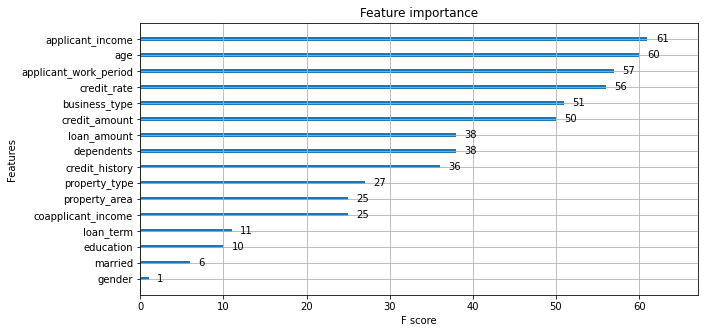 Feature importance
applicant_income 61
age 60
applicant_work_period 57
credit_rate 56
business_type 51
credit_amount 50
loan_amount 38
dependents 38
credit_history 36
property_type 27
property_area 25
coapplicant_income 25
loan_term 11
education 10
married 6
gender 1
Features
0 10 20 30 40 50 60
F score